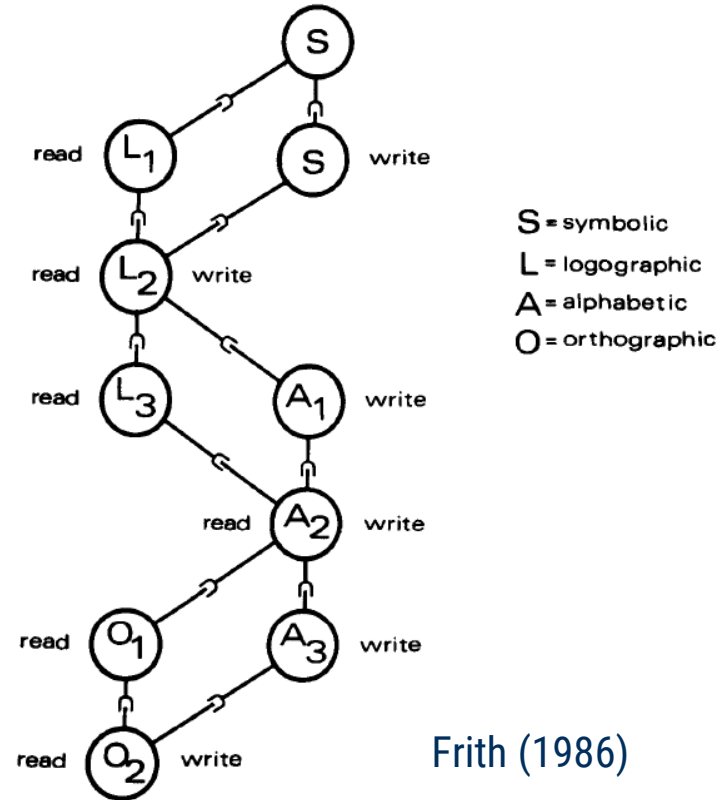 S
read L₁ S write
read L₂ write
read L₃ A₁ write
read A₂ write
read O₁ A₃ write
read O₂ write
S = symbolic
L = logographic
A = alphabetic
O = orthographic
Frith (1986)